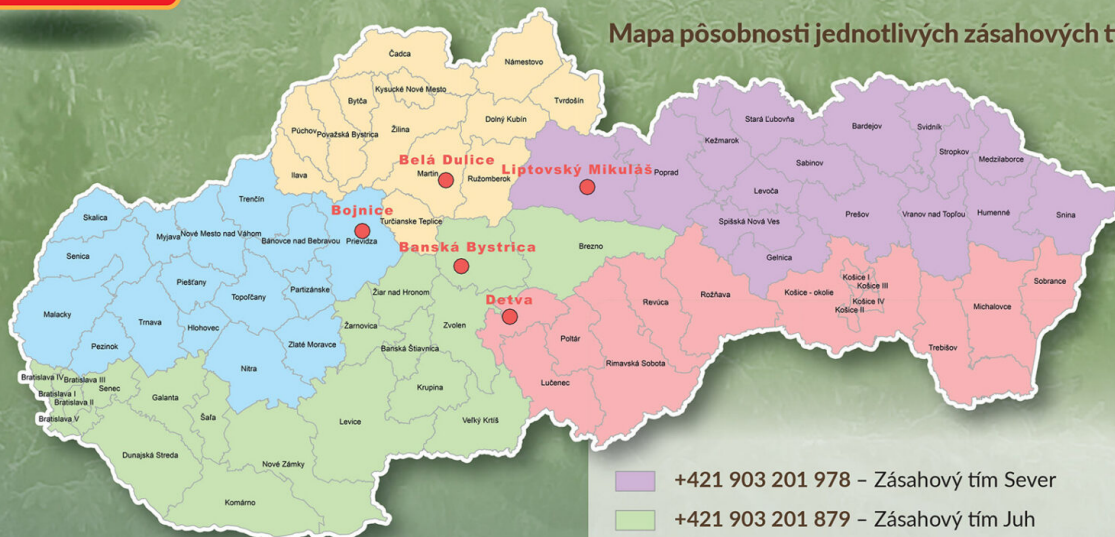 Mapa pôsobnosti jednotlivých zásahových
Čadca
Námestovo
Kysucké Nové Mesto
Bytča
Tvrdošín
Dolný Kubín
Púchov
Považská Bystrica
Žilina
Stará Ľubovňa
Bardejov
Svidník
Kežmarok
Stropkov
Medzilaborce
Sabinov
Belá Dulice
Liptovský Mikuláš
Poprad
Ilava
Martin
Ružomberok
Levoča
Trenčín
Bojnice
Turčianske Teplice
Spišská Nová Ves
Prešov
Vranov nad Topľou
Humenné
Snina
Skalica
Myjava
Nové Mesto nad Váhom
Bánovce nad Bebravou
Prievidza
Banská Bystrica
Brezno
Senica
Gelnica
Piešťany
Partizánske
Topoľčany
Žiar nad Hronom
Detva
Revúca
Rožňava
Košice - okolie
Košice I
Košice III
Košice IV
Košice II
Sobrance
Michalovce
Malacky
Trnava
Hlohovec
Žarnovica
Zvolen
Poltár
Pezinok
Zlaté Moravce
Banská Štiavnica
Trebišov
Nitra
Rimavská Sobota
Bratislava IV
Bratislava III
Senec
Bratislava I
Bratislava II
Bratislava V
Galanta
Krupina
Lučenec
Šaľa
Levice
Veľký Krtíš
Dunajská Streda
Nové Zámky
Komárno
+421 903 201 978 – Zásahový tím Sever
+421 903 201 879 – Zásahový tím Juh